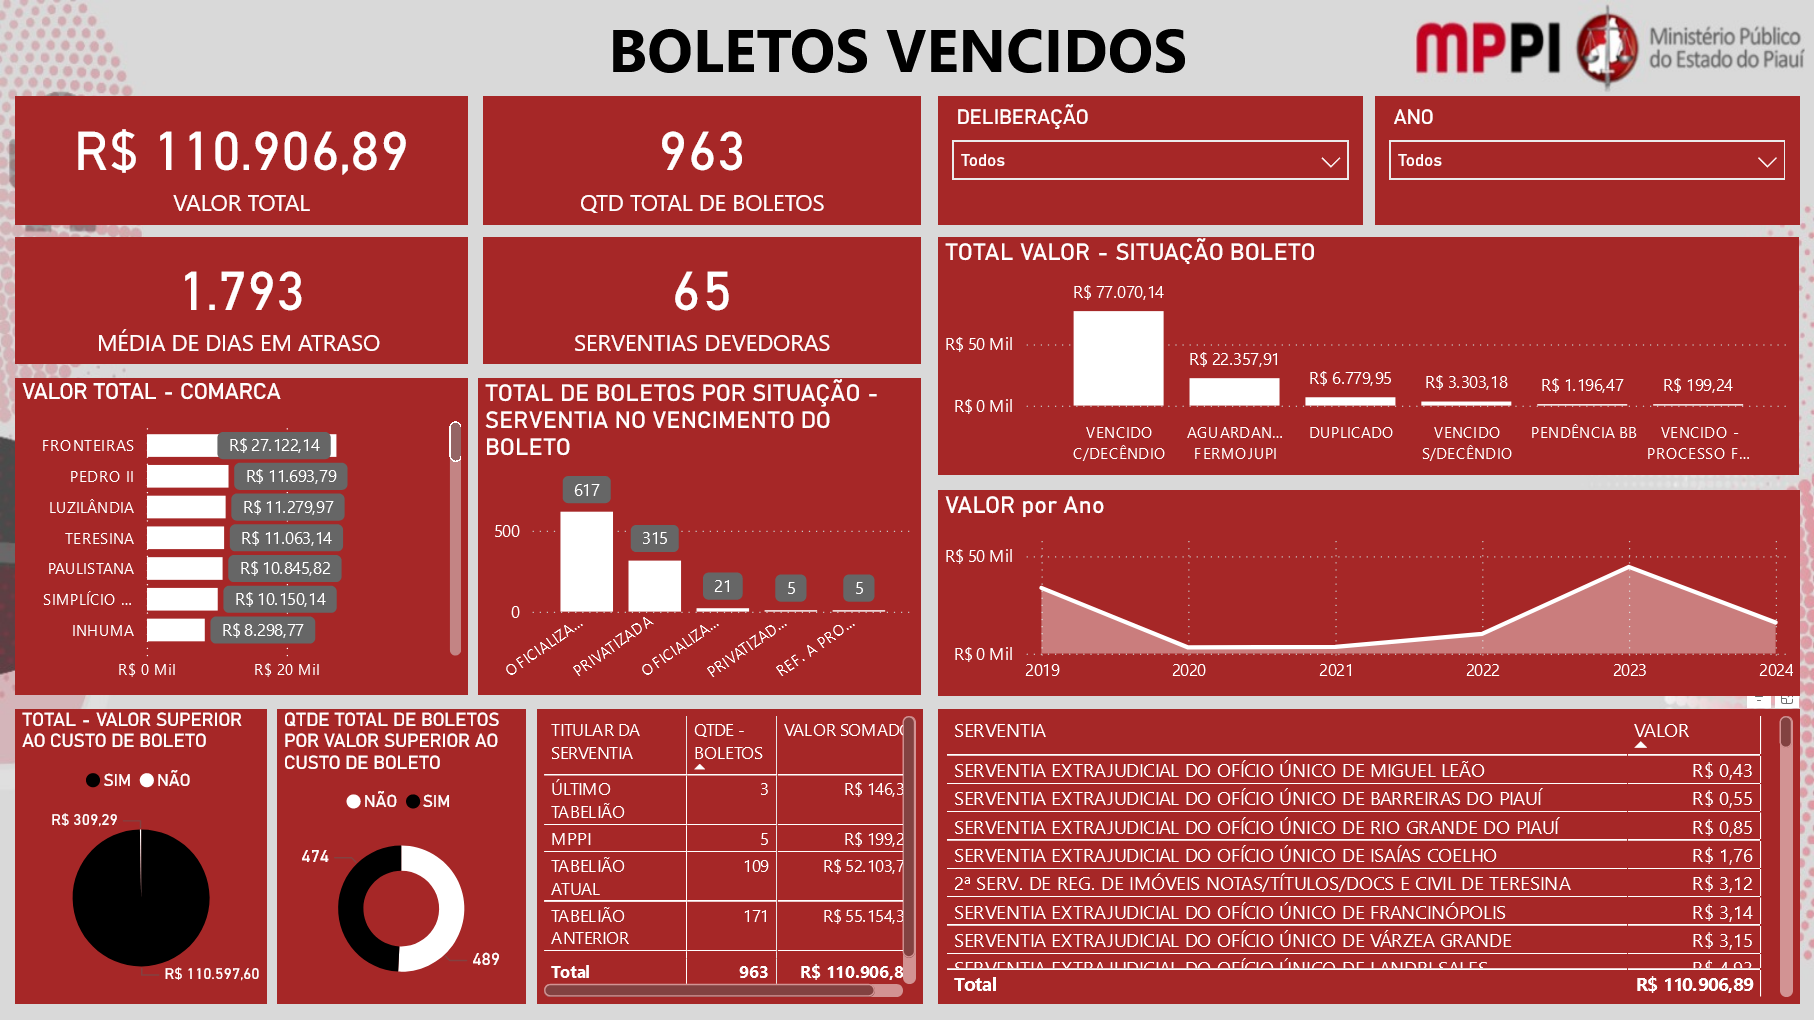 BOLETOS VENCIDOS
MPPI
Ministério Público
do Estado do Piauí
R$ 110.906,89
VALOR TOTAL
963
QTD TOTAL DE BOLETOS
DELIBERAÇÃO
Todos
ANO
Todos
1.793
MÉDIA DE DIAS EM ATRASO
65
SERVENTIAS DEVEDORAS
TOTAL VALOR - SITUAÇÃO BOLETO
R$ 50 Mil
R$ 0 Mil
R$ 77.070,14
R$ 22.357,91
R$ 6.779,95
R$ 3.303,18
R$ 1.196,47
R$ 199,24
VENCIDO
C/DECÊNDIO
AGUARDAN...
FERMOJUPI
DUPLICADO
VENCIDO
S/DECÊNDIO
PENDÊNCIA BB
VENCIDO -
PROCESSO F...
VALOR TOTAL - COMARCA
FRONTEIRAS R$ 27.122,14
PEDRO II R$ 11.693,79
LUZILÂNDIA R$ 11.279,97
TERESINA R$ 11.063,14
PAULISTANA R$ 10.845,82
SIMPLÍCIO ... R$ 10.150,14
INHUMA R$ 8.298,77
R$ 0 Mil R$ 20 Mil
TOTAL DE BOLETOS POR SITUAÇÃO -
SERVENTIA NO VENCIMENTO DO
BOLETO
500
0
617
315
21
5
5
OFICIALIZA...
PRIVATIZADA
OFICIALIZA...
PRIVATIZAD...
REF. A PRO...
VALOR por Ano
R$ 50 Mil
R$ 0 Mil
2019 2020 2021 2022 2023 2024
TOTAL - VALOR SUPERIOR
AO CUSTO DE BOLETO
SIM NÃO
R$ 309,29
R$ 110.597,60
QTDE TOTAL DE BOLETOS
POR VALOR SUPERIOR AO
CUSTO DE BOLETO
NÃO SIM
474
489
TITULAR DA
SERVENTIA
QTDE -
BOLETOS
VALOR SOMADO
ÚLTIMO
TABELIÃO
3 R$ 146,3
MPPI 5 R$ 199,2
TABELIÃO
ATUAL
109 R$ 52.103,7
TABELIÃO
ANTERIOR
171 R$ 55.154,3
Total 963 R$ 110.906,8
SERVENTIA VALOR
SERVENTIA EXTRAJUDICIAL DO OFÍCIO ÚNICO DE MIGUEL LEÃO R$ 0,43
SERVENTIA EXTRAJUDICIAL DO OFÍCIO ÚNICO DE BARREIRAS DO PIAUÍ R$ 0,55
SERVENTIA EXTRAJUDICIAL DO OFÍCIO ÚNICO DE RIO GRANDE DO PIAUÍ R$ 0,85
SERVENTIA EXTRAJUDICIAL DO OFÍCIO ÚNICO DE ISAÍAS COELHO R$ 1,76
2ª SERV. DE REG. DE IMÓVEIS NOTAS/TÍTULOS/DOCS E CIVIL DE TERESINA R$ 3,12
SERVENTIA EXTRAJUDICIAL DO OFÍCIO ÚNICO DE FRANCINÓPOLIS R$ 3,14
SERVENTIA EXTRAJUDICIAL DO OFÍCIO ÚNICO DE VÁRZEA GRANDE R$ 3,15
SERVENTIA EXTRAJUDICIAL DO OFÍCIO ÚNICO DE LANDRI SALES
Total R$ 110.906,89